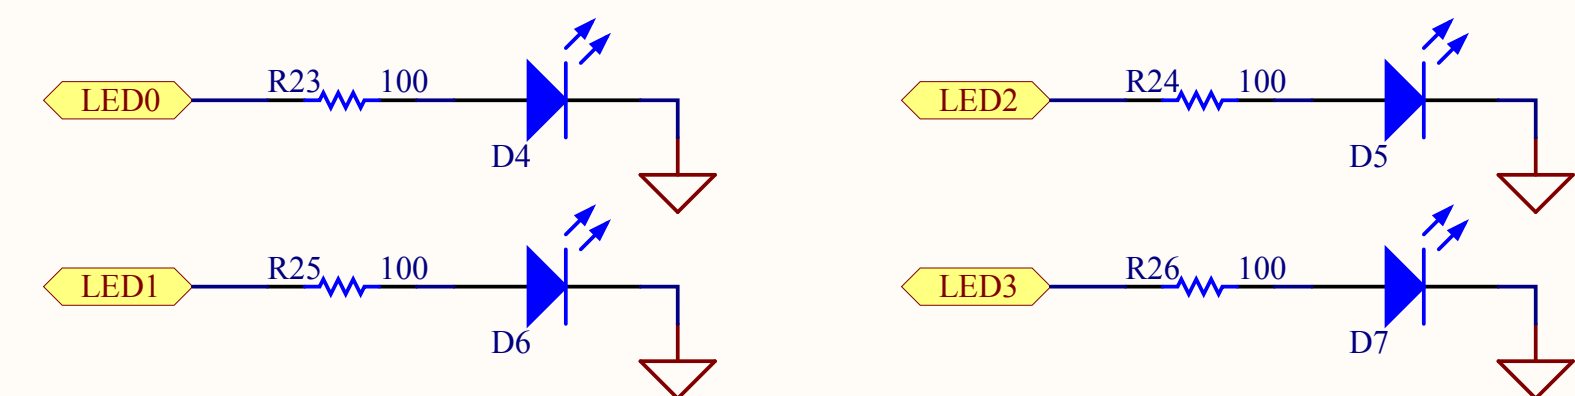 LED0 R23 100 D4
LED2 R24 100 D5
LED1 R25 100 D6
LED3 R26 100 D7